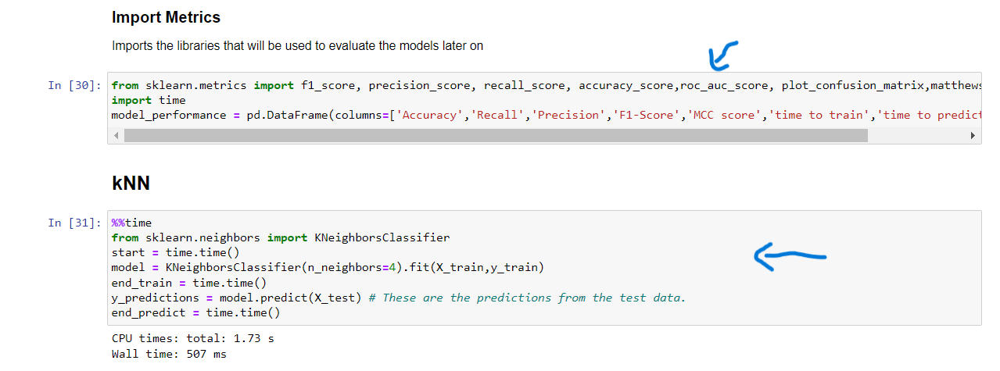 Import Metrics
Imports the libraries that will be used to evaluate the models later on
In [30]: from sklearn.metrics import f1_score, precision_score, recall_score, accuracy_score,roc_auc_score, plot_confusion_matrix,matthews
import time
model_performance = pd.DataFrame(columns=['Accuracy','Recall','Precision','F1-Score','MCC score','time to train','time to predict
kNN
In [31]: %%time
from sklearn.neighbors import KNeighborsClassifier
start = time.time()
model = KNeighborsClassifier(n_neighbors=4).fit(X_train,y_train)
end_train = time.time()
y_predictions = model.predict(X_test) # These are the predictions from the test data.
end_predict = time.time()
CPU times: total: 1.73 s
Wall time: 507 ms